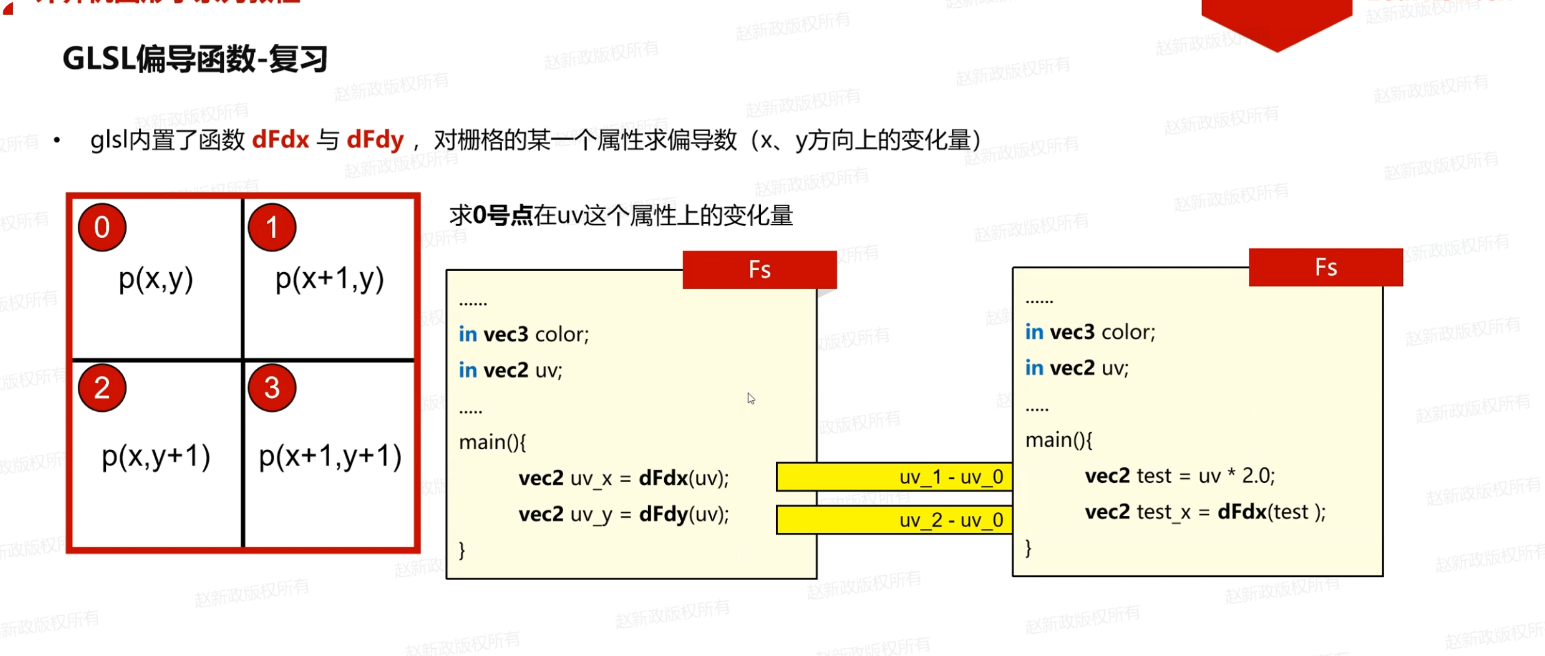 GLSL偏导函数-复习
• glsl内置了函数 dFdx 与 dFdy ，对栅格的某一个属性求偏导数（x、y方向上的变化量）
求0号点在uv这个属性上的变化量
0
p(x,y)
1
p(x+1,y)
2
p(x,y+1)
3
p(x+1,y+1)
Fs
......
in vec3 color;
in vec2 uv;
.....
main(){
vec2 uv_x = dFdx(uv);
vec2 uv_y = dFdy(uv);
}
uv_1 - uv_0
uv_2 - uv_0
Fs
......
in vec3 color;
in vec2 uv;
.....
main(){
vec2 test = uv * 2.0;
vec2 test_x = dFdx(test );
}
赵新政版权所有